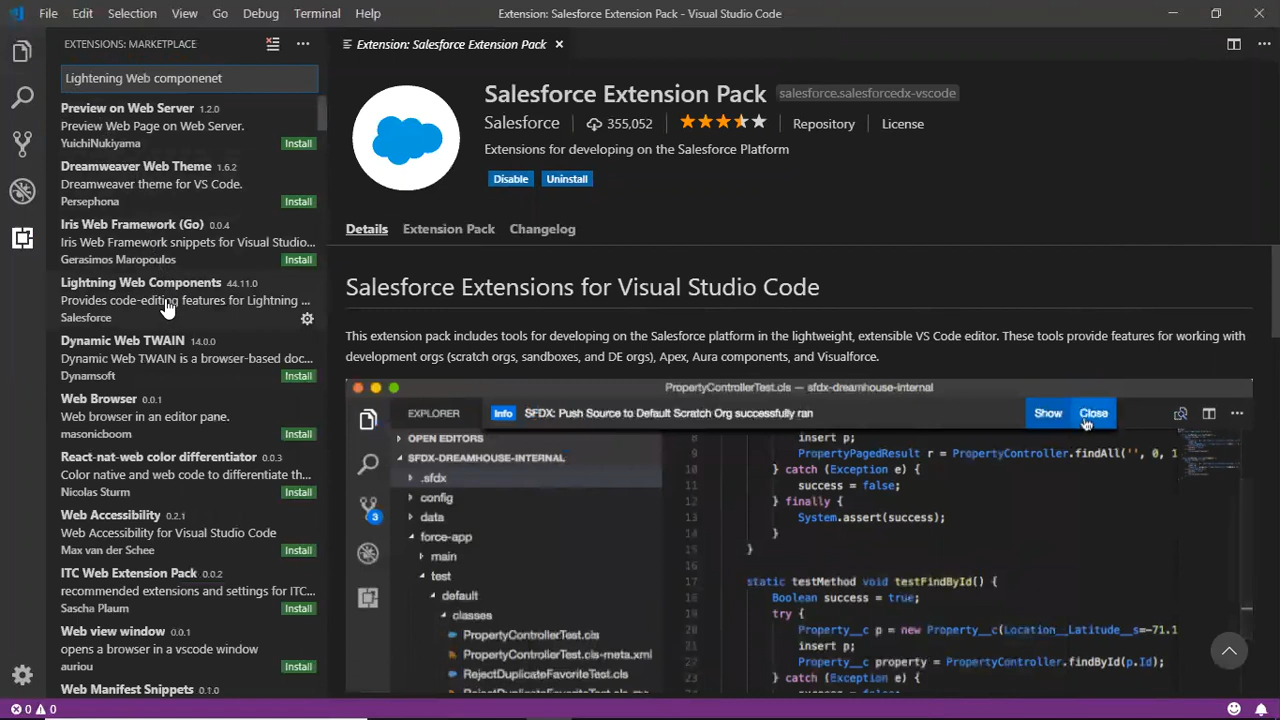 File Edit Selection View Go Debug Terminal Help
Extension: Salesforce Extension Pack - Visual Studio Code
EXTENSIONS: MARKETPLACE
Lightening Web componenet
Preview on Web Server 1.2.0
Preview Web Page on Web Server.
YuichiNukiyama Install
Dreamweaver Web Theme 1.6.2
Dreamweaver theme for VS Code.
Persephona Install
Iris Web Framework (Go) 0.0.4
Iris Web Framework snippets for Visual Studio...
Gerasimos Maropoulos Install
Lightning Web Components 44.11.0
Provides code-editing features for Lightning ...
Salesforce
Dynamic Web TWAIN 14.0.0
Dynamic Web TWAIN is a browser-based doc...
Dynamsoft Install
Web Browser 0.0.1
Web browser in an editor pane.
masonicboom Install
React-nat-web color differentiator 0.0.3
Color native and web code to differentiate th...
Nicolas Sturm Install
Web Accessibility 0.2.1
Web Accessibility for Visual Studio Code
Max van der Schee Install
ITC Web Extension Pack 0.0.2
recommended extensions and settings for ITC...
Sascha Plaum Install
Web view window 0.0.1
opens a browser in a vscode window
auriou Install
Web Manifest Snippets 0.1.0
Extension: Salesforce Extension Pack
Salesforce Extension Pack salesforce.salesforcedx-vscode
Salesforce 355,052 Repository License
Extensions for developing on the Salesforce Platform
Disable Uninstall
Details Extension Pack Changelog
Salesforce Extensions for Visual Studio Code
This extension pack includes tools for developing on the Salesforce platform in the lightweight, extensible VS Code editor. These tools provide features for working with
development orgs (scratch orgs, sandboxes, and DE orgs), Apex, Aura components, and Visualforce.
PropertyControllerTest.cls — sfdx-dreamhouse-internal
EXPLORER
Info SFDX: Push Source to Default Scratch Org successfully ran Show Close
OPEN EDITORS
SFDX-DREAMHOUSE-INTERNAL
.sfdx
config
data
force-app
main
test
default
classes
PropertyControllerTest.cls
PropertyControllerTest.cls-meta.xml
RejectDuplicateFavoriteTest.cls
3
8 insert p;
9 PropertyPagedResult r = PropertyController.findAll('', 0, 1
10 } catch (Exception e) {
11 success = false;
12 } finally {
13 System.assert(success);
14 }
15 }
16
17 static testMethod void testFindById() {
18 Boolean success = true;
19 try {
20 Property__c p = new Property__c(Location__Latitude__s=-71.1
21 insert p;
22 Property__c property = PropertyController.findById(p.Id);
23 } catch (Exception e) {
0 0